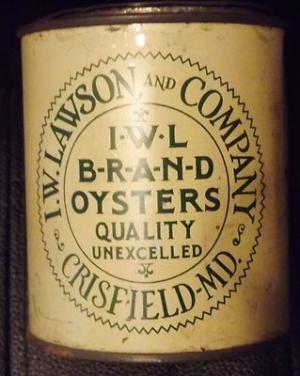 I.W. LAWSON AND COMPANY
I·W·L
B-R-A-N-D
OYSTERS
QUALITY
UNEXCELLED
CRISFIELD-MD.